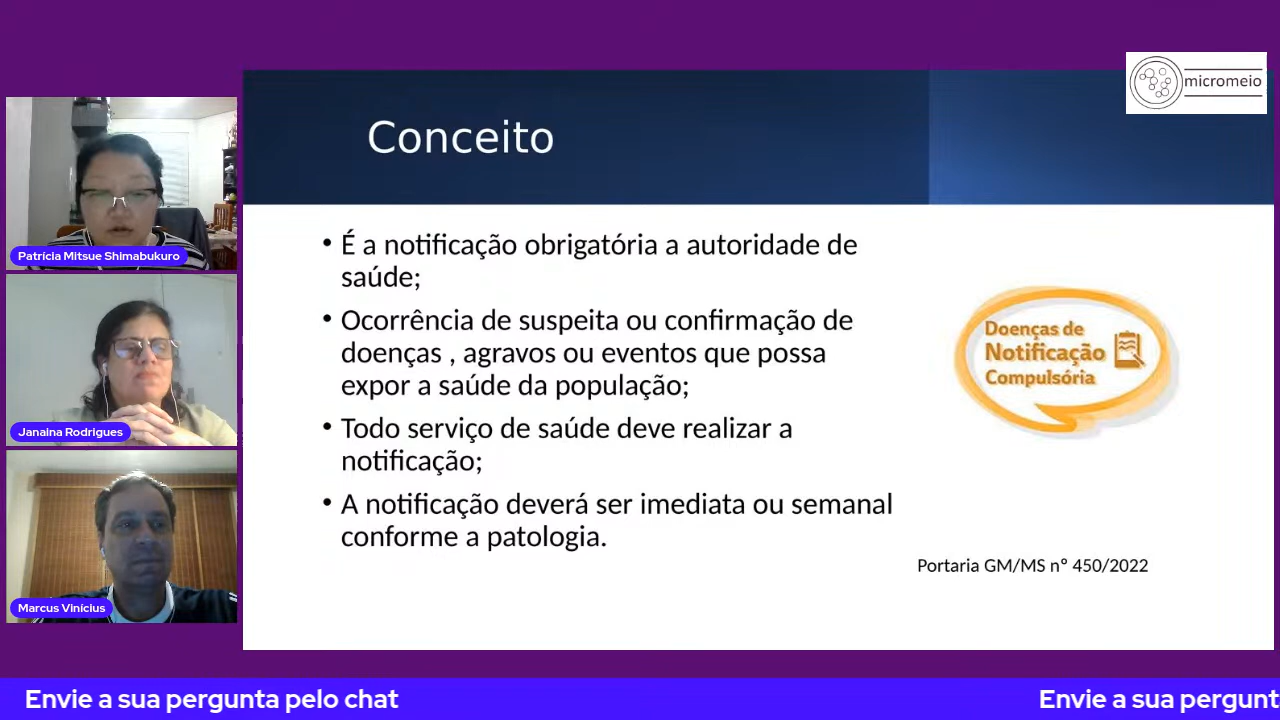 micromeio
Conceito
Patrícia Mitsue Shimabukuro
Janaina Rodrigues
Marcus Vinícius
• É a notificação obrigatória a autoridade de
saúde;
• Ocorrência de suspeita ou confirmação de
doenças , agravos ou eventos que possa
expor a saúde da população;
• Todo serviço de saúde deve realizar a
notificação;
• A notificação deverá ser imediata ou semanal
conforme a patologia.
Doenças de
Notificação
Compulsória
Portaria GM/MS nº 450/2022
Envie a sua pergunta pelo chat
Envie a sua pergunt